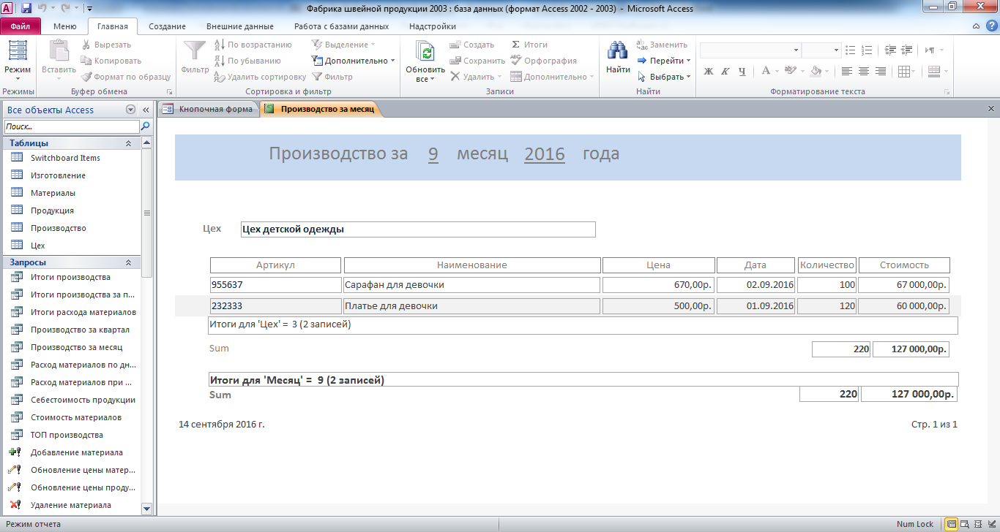 Фабрика швейной продукции 2003 : база данных (формат Access 2002 - 2003) - Microsoft Access
Файл Меню Главная Создание Внешние данные Работа с базами данных Надстройки
Режим
Режимы
Вставить
Вырезать
Копировать
Формат по образцу
Буфер обмена
Фильтр
По возрастанию
По убыванию
Удалить сортировку
Выделение
Дополнительно
Фильтр
Сортировка и фильтр
Обновить
все
Создать
Сохранить
Удалить
Итоги
Орфография
Дополнительно
Записи
Найти
Заменить
Перейти
Выбрать
Найти
Ж К Ч
Форматирование текста
Все объекты Access
Поиск...
Таблицы
Switchboard Items
Изготовление
Материалы
Продукция
Производство
Цех
Запросы
Итоги производства
Итоги производства за п...
Итоги расхода материалов
Производство за квартал
Производство за месяц
Расход материалов по дн...
Расход материалов при ...
Себестоимость продукции
Стоимость материалов
ТОП производства
Добавление материала
Обновление цены матер...
Обновление цены проду...
Удаление материала
Кнопочная форма Производство за месяц
Производство за 9 месяц 2016 года
Цех Цех детской одежды
Артикул Наименование Цена Дата Количество Стоимость
955637 Сарафан для девочки 670,00р. 02.09.2016 100 67 000,00р.
232333 Платье для девочки 500,00р. 01.09.2016 120 60 000,00р.
Итоги для 'Цех' = 3 (2 записей)
Sum 220 127 000,00р.
Итоги для 'Месяц' = 9 (2 записей)
Sum 220 127 000,00р.
14 сентября 2016 г. Стр. 1 из 1
Режим отчета Num Lock